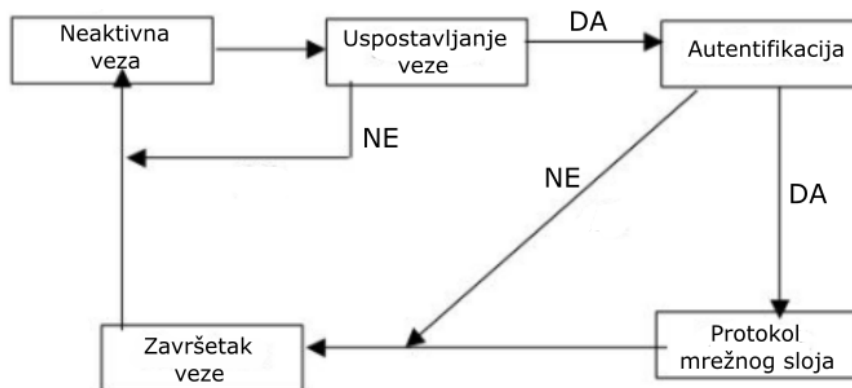 Neaktivna
veza
Uspostavljanje
veze
DA
Autentifikacija
NE
NE
DA
Završetak
veze
Protokol
mrežnog sloja